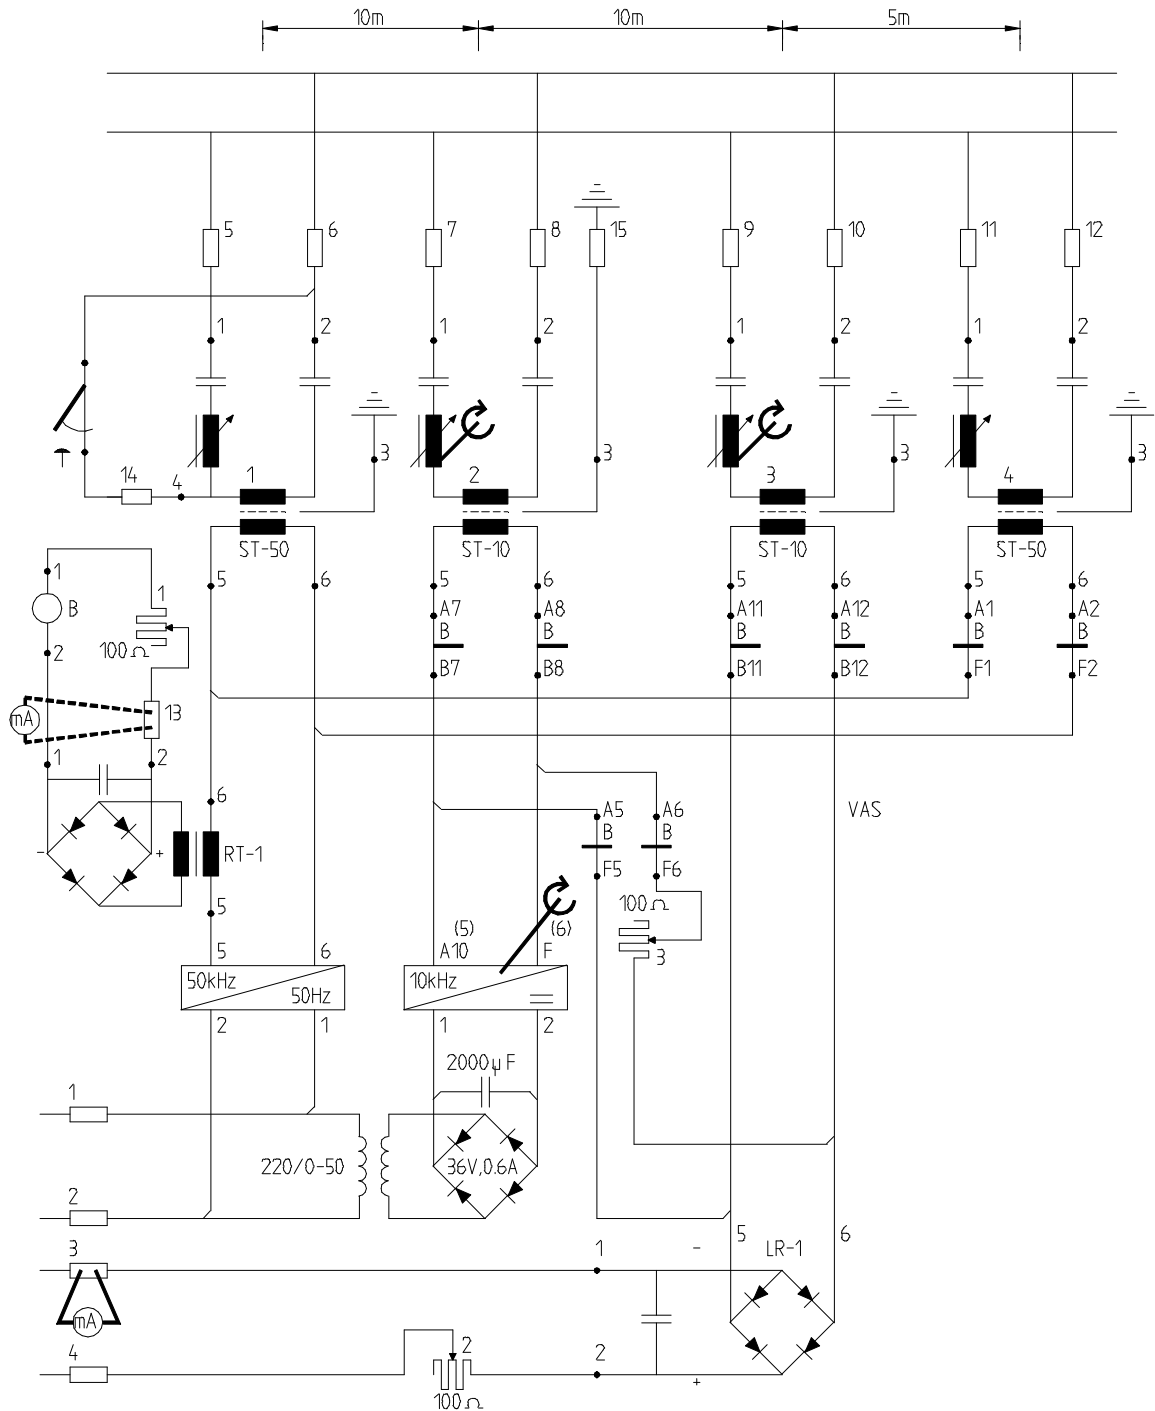 10m 10m 5m
5 6 7 8 15 9 10 11 12
1 2 1 2 1 2 1 2
3 3 3 3
14 4 1 2 3 4
ST-50 ST-10 ST-10 ST-50
1 1 5 6 5 6 5 6 5 6
B A7 A8 A11 A12 A1 A2
B B B B B B
2 100Ω B7 B8 B11 B12 F1 F2
mA 13
1 2
6 A5 A6 VAS
B B
- + RT-1 F5 F6
5 100Ω
(5) (6)
5 6 A10 F 3
50kHz 10kHz
50Hz
2 1 1 2
2000µF
1
220/0-50 36V,0.6A
2
5 6
3 1 - LR-1
mA
4 2 2
+
100Ω